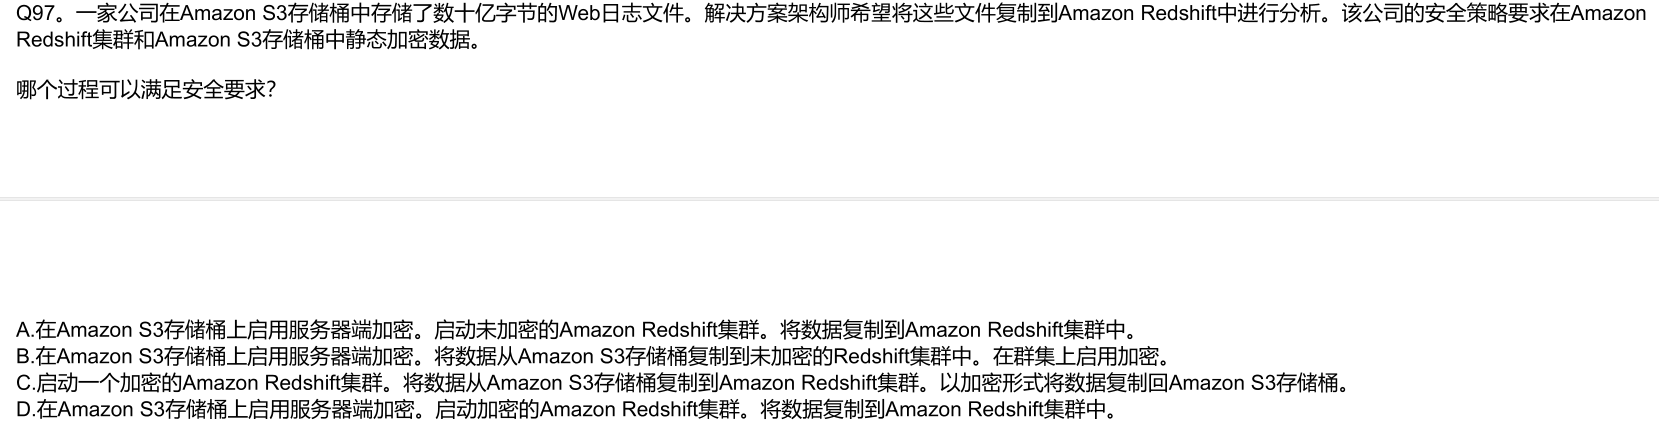 Q97。一家公司在Amazon S3存储桶中存储了数十亿字节的Web日志文件。解决方案架构师希望将这些文件复制到Amazon Redshift中进行分析。该公司的安全策略要求在Amazon
Redshift集群和Amazon S3存储桶中静态加密数据。
哪个过程可以满足安全要求?
A.在Amazon S3存储桶上启用服务器端加密。启动未加密的Amazon Redshift集群。将数据复制到Amazon Redshift集群中。
B.在Amazon S3存储桶上启用服务器端加密。将数据从Amazon S3存储桶复制到未加密的Redshift集群中。在群集上启用加密。
C.启动一个加密的Amazon Redshift集群。将数据从Amazon S3存储桶复制到Amazon Redshift集群。以加密形式将数据复制回Amazon S3存储桶。
D.在Amazon S3存储桶上启用服务器端加密。启动加密的Amazon Redshift集群。将数据复制到Amazon Redshift集群中。